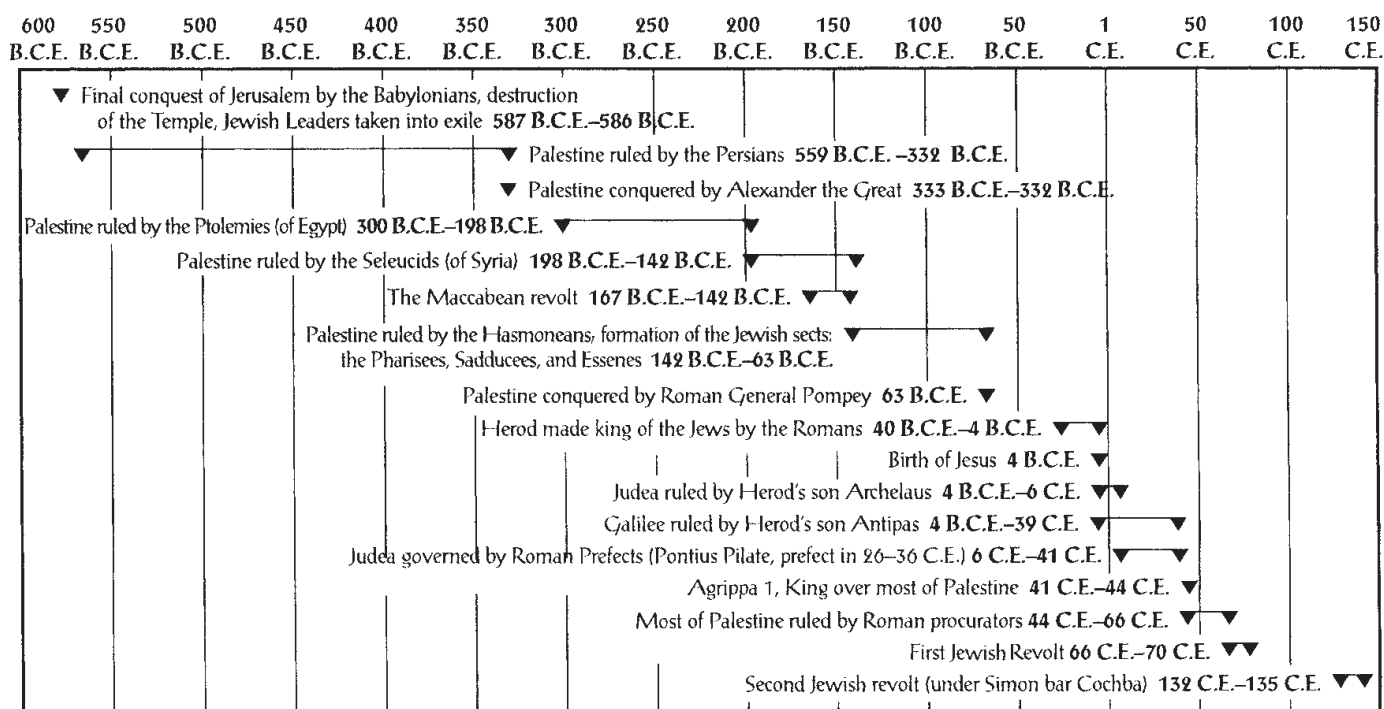 600 550 500 450 400 350 300 250 200 150 100 50 1 50 100 150
B.C.E. B.C.E. B.C.E. B.C.E. B.C.E. B.C.E. B.C.E. B.C.E. B.C.E. B.C.E. B.C.E. B.C.E. C.E. C.E. C.E. C.E.
Final conquest of Jerusalem by the Babylonians, destruction
of the Temple, Jewish Leaders taken into exile 587 B.C.E.–586 B.C.E.
Palestine ruled by the Persians 559 B.C.E. –332 B.C.E.
Palestine conquered by Alexander the Great 333 B.C.E.–332 B.C.E.
Palestine ruled by the Ptolemies (of Egypt) 300 B.C.E.–198 B.C.E.
Palestine ruled by the Seleucids (of Syria) 198 B.C.E.–142 B.C.E.
The Maccabean revolt 167 B.C.E.–142 B.C.E.
Palestine ruled by the Hasmoneans, formation of the Jewish sects:
the Pharisees, Sadducees, and Essenes 142 B.C.E.–63 B.C.E.
Palestine conquered by Roman General Pompey 63 B.C.E.
Herod made king of the Jews by the Romans 40 B.C.E.–4 B.C.E.
Birth of Jesus 4 B.C.E.
Judea ruled by Herod's son Archelaus 4 B.C.E.–6 C.E.
Galilee ruled by Herod's son Antipas 4 B.C.E.–39 C.E.
Judea governed by Roman Prefects (Pontius Pilate, prefect in 26–36 C.E.) 6 C.E.–41 C.E.
Agrippa 1, King over most of Palestine 41 C.E.–44 C.E.
Most of Palestine ruled by Roman procurators 44 C.E.–66 C.E.
First Jewish Revolt 66 C.E.–70 C.E.
Second Jewish revolt (under Simon bar Cochba) 132 C.E.–135 C.E.